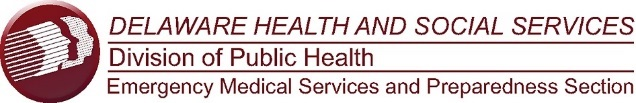 DELAWARE HEALTH AND SOCIAL SERVICES
Division of Public Health
Emergency Medical Services and Preparedness Section